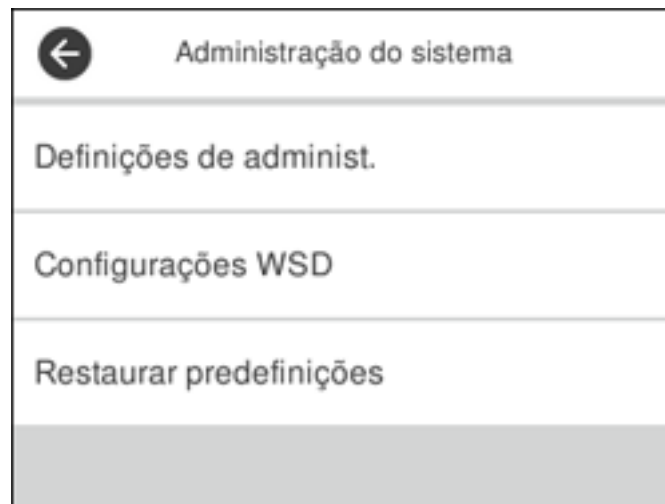 Administração do sistema
Definições de administ.
Configurações WSD
Restaurar predefinições